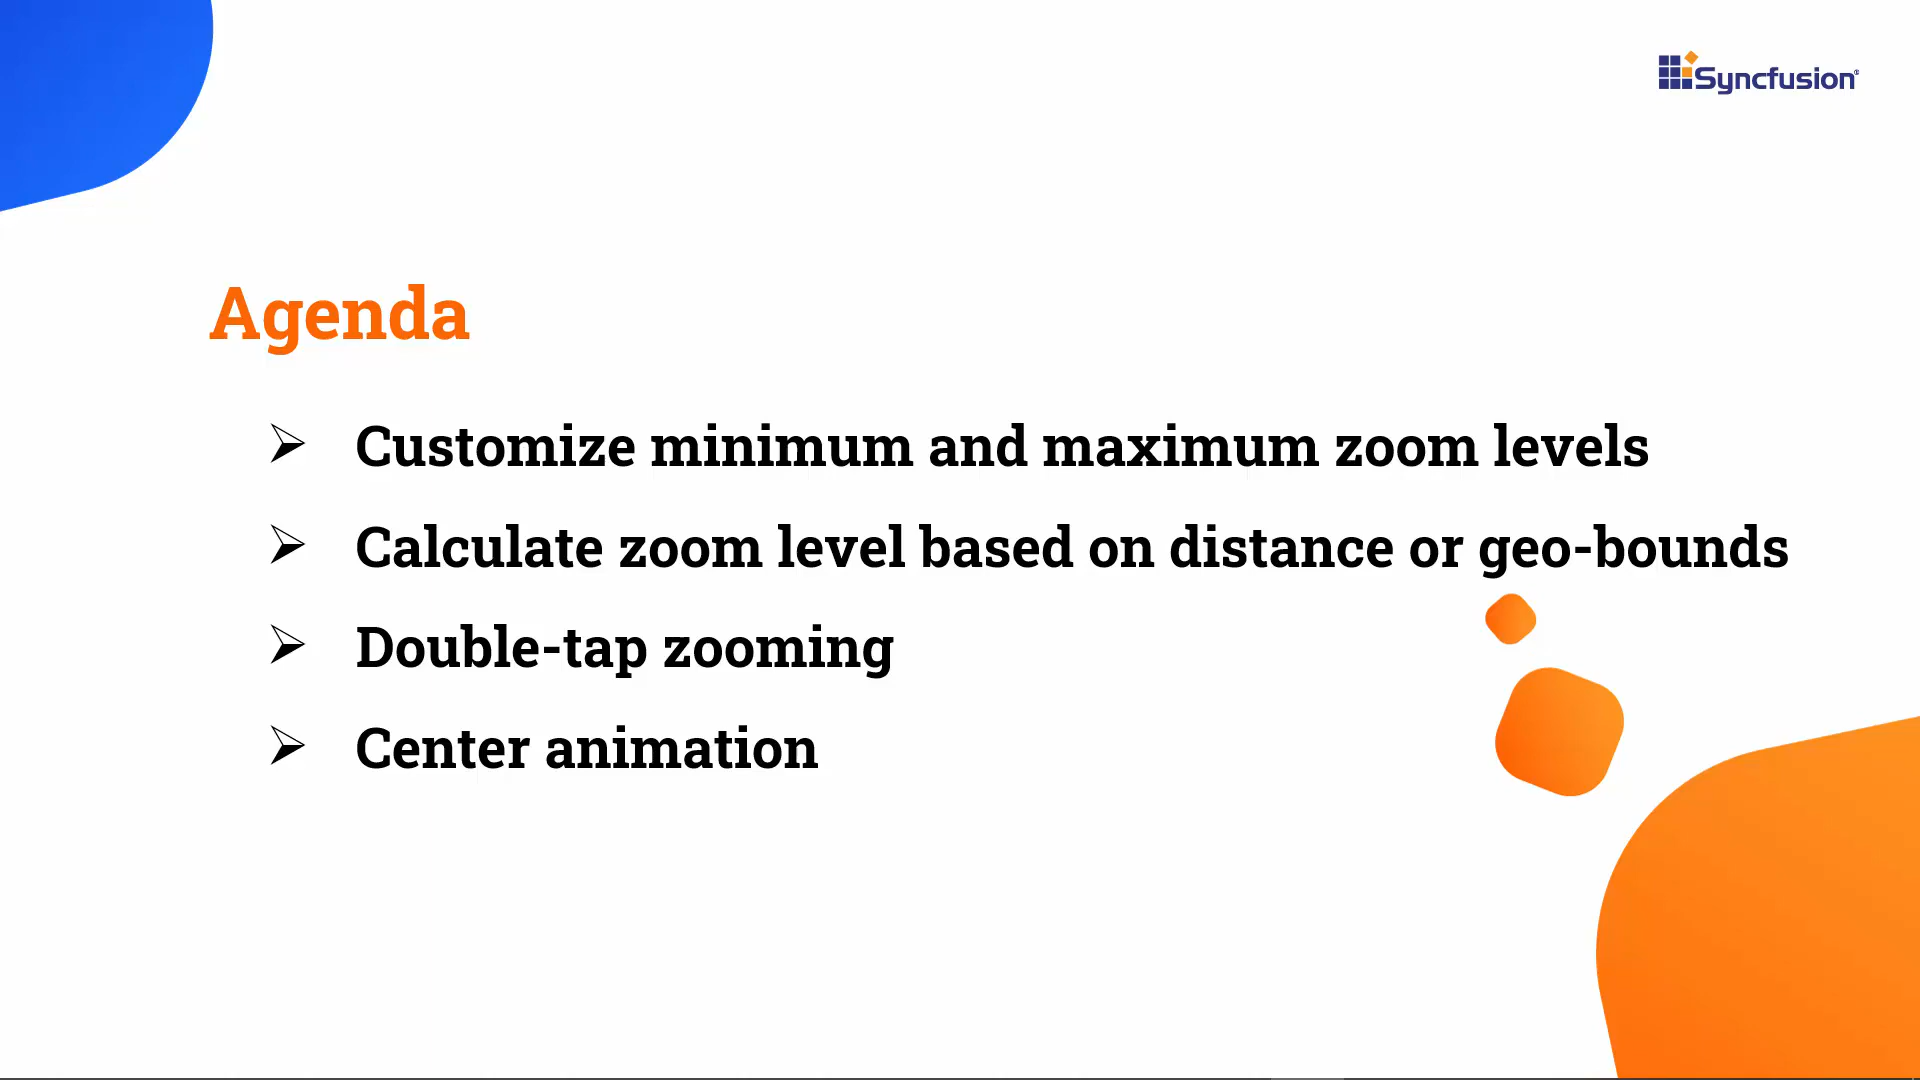 Syncfusion®
Agenda
➢ Customize minimum and maximum zoom levels
➢ Calculate zoom level based on distance or geo-bounds
➢ Double-tap zooming
➢ Center animation